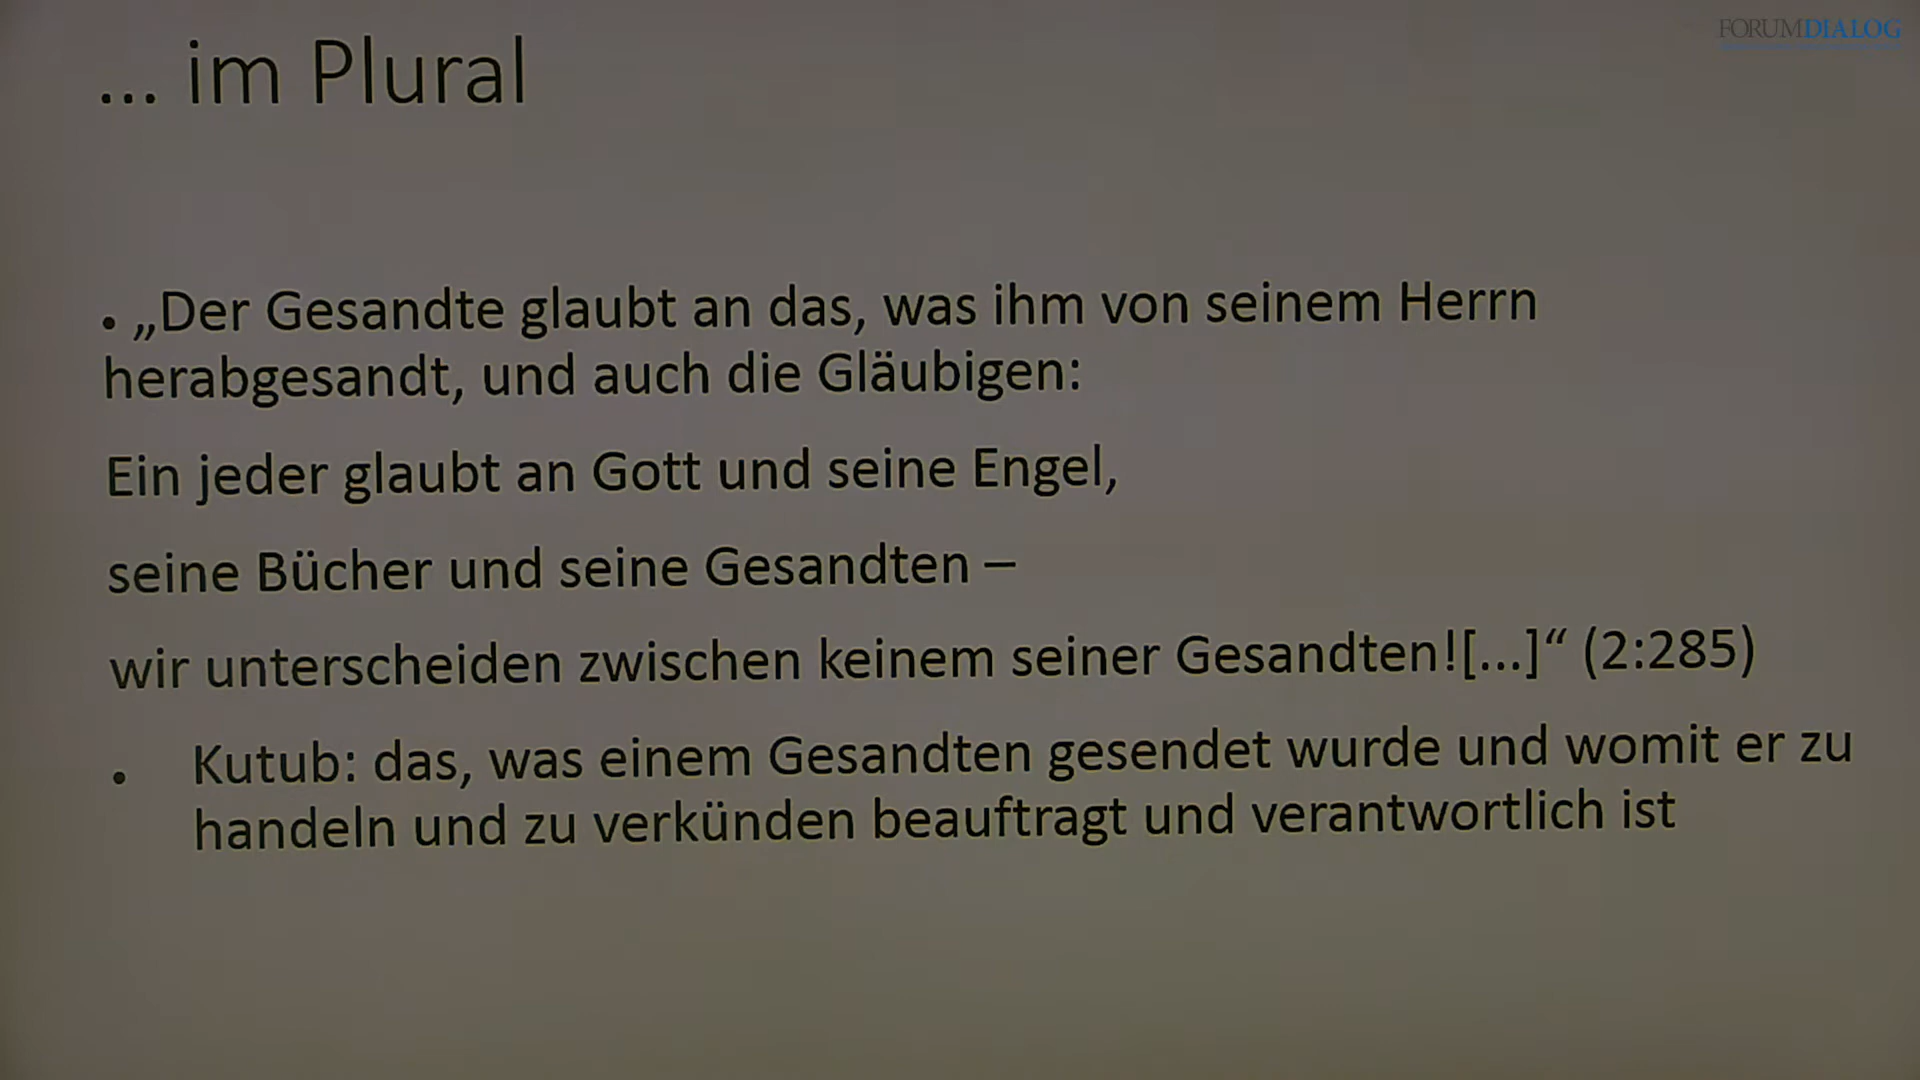 FORUMDIALOG
... im Plural
• „Der Gesandte glaubt an das, was ihm von seinem Herrn
herabgesandt, und auch die Gläubigen:
Ein jeder glaubt an Gott und seine Engel,
seine Bücher und seine Gesandten –
wir unterscheiden zwischen keinem seiner Gesandten![...]“ (2:285)
• Kutub: das, was einem Gesandten gesendet wurde und womit er zu
handeln und zu verkünden beauftragt und verantwortlich ist